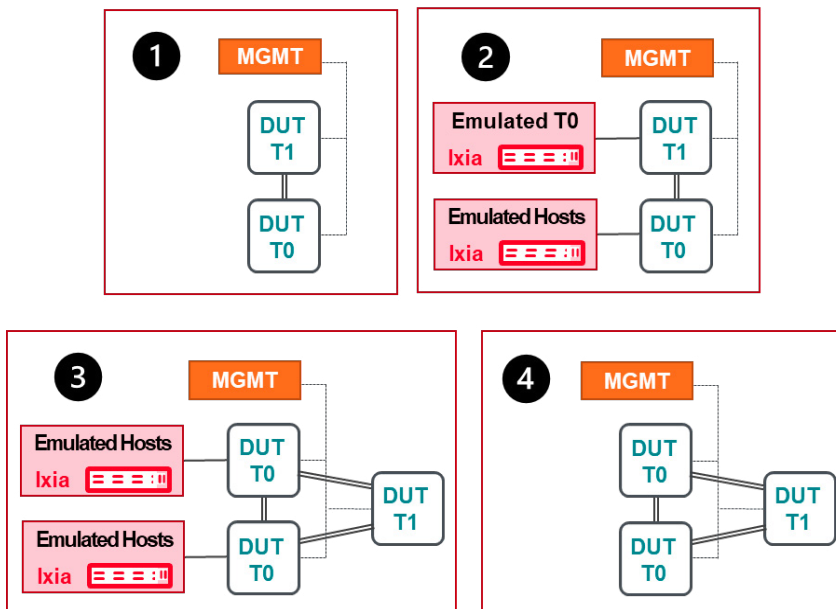 1
MGMT
DUT
T1
DUT
T0
2
MGMT
Emulated T0
Ixia
DUT
T1
Emulated Hosts
Ixia
DUT
T0
3
MGMT
Emulated Hosts
Ixia
DUT
T0
DUT
T1
Emulated Hosts
Ixia
DUT
T0
4
MGMT
DUT
T0
DUT
T1
DUT
T0